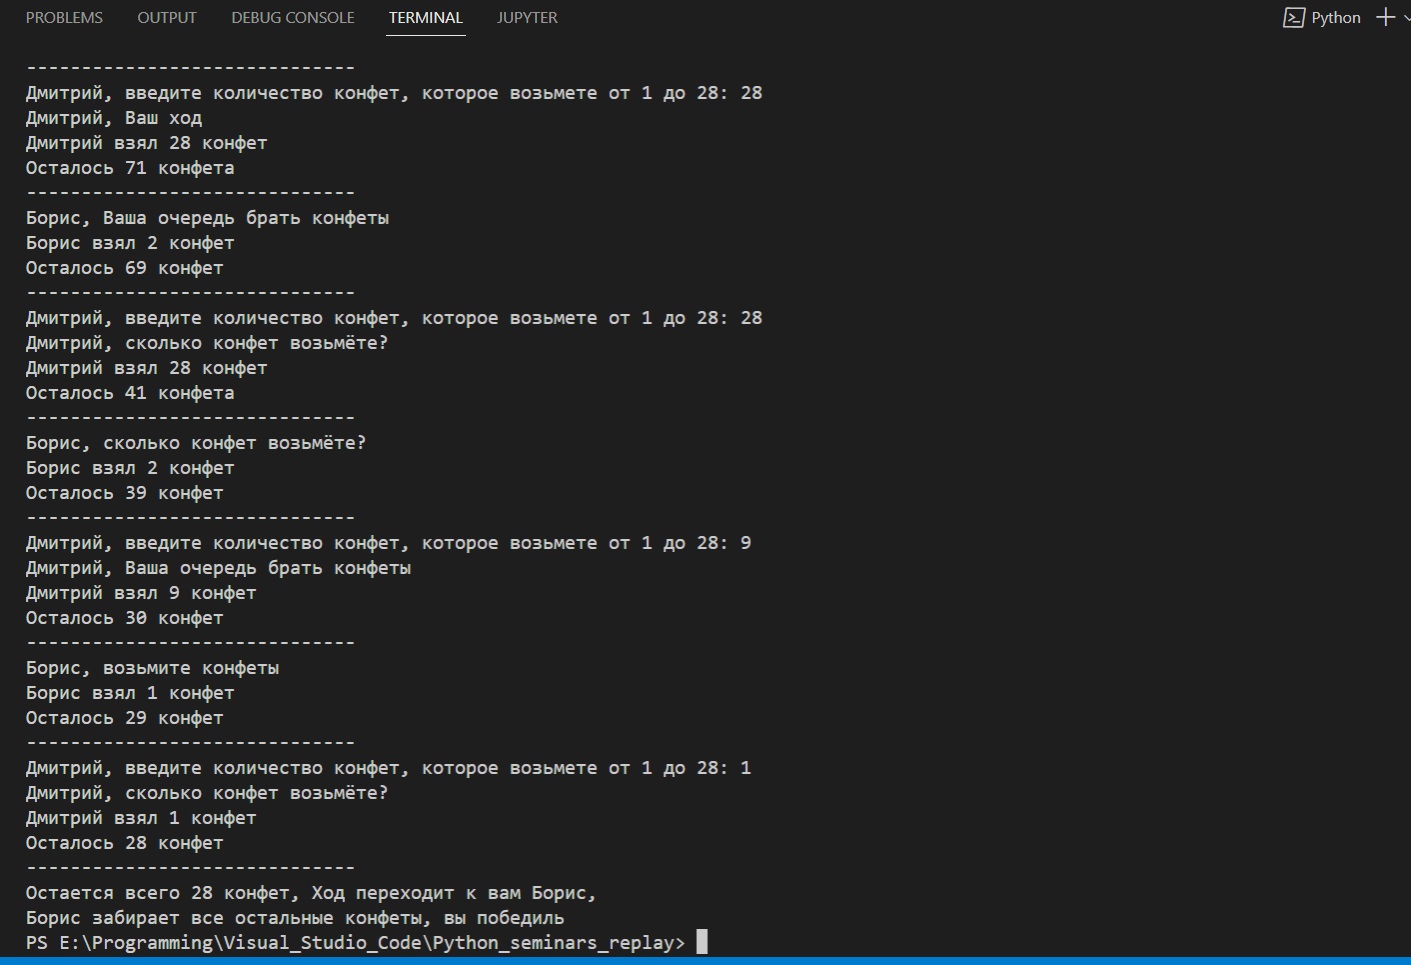 PROBLEMS OUTPUT DEBUG CONSOLE TERMINAL JUPYTER Python
------------------------------
Дмитрий, введите количество конфет, которое возьмете от 1 до 28: 28
Дмитрий, Ваш ход
Дмитрий взял 28 конфет
Осталось 71 конфета
------------------------------
Борис, Ваша очередь брать конфеты
Борис взял 2 конфет
Осталось 69 конфет
------------------------------
Дмитрий, введите количество конфет, которое возьмете от 1 до 28: 28
Дмитрий, сколько конфет возьмёте?
Дмитрий взял 28 конфет
Осталось 41 конфета
------------------------------
Борис, сколько конфет возьмёте?
Борис взял 2 конфет
Осталось 39 конфет
------------------------------
Дмитрий, введите количество конфет, которое возьмете от 1 до 28: 9
Дмитрий, Ваша очередь брать конфеты
Дмитрий взял 9 конфет
Осталось 30 конфет
------------------------------
Борис, возьмите конфеты
Борис взял 1 конфет
Осталось 29 конфет
------------------------------
Дмитрий, введите количество конфет, которое возьмете от 1 до 28: 1
Дмитрий, сколько конфет возьмёте?
Дмитрий взял 1 конфет
Осталось 28 конфет
------------------------------
Остается всего 28 конфет, Ход переходит к вам Борис,
Борис забирает все остальные конфеты, вы победиль
PS E:\Programming\Visual_Studio_Code\Python_seminars_replay>